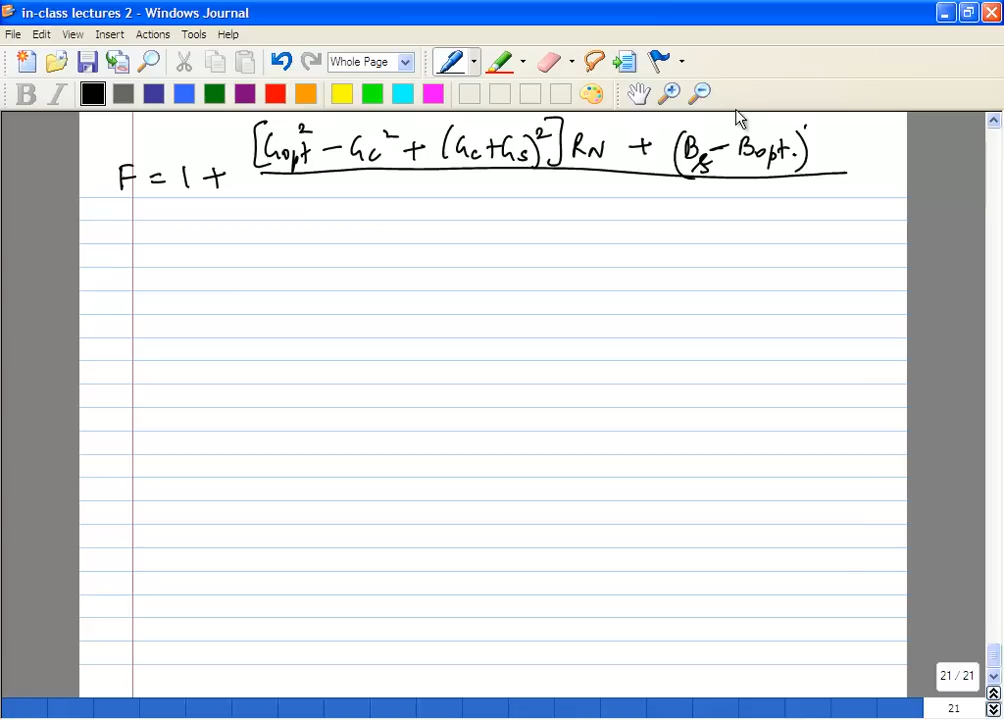 in-class lectures 2 - Windows Journal
File Edit View Insert Actions Tools Help
Whole Page
B I
F = 1 + [Gopt² - Gc² + (Gc+Gs)²] RN + (Bs - Bopt.)'
21 / 21
21